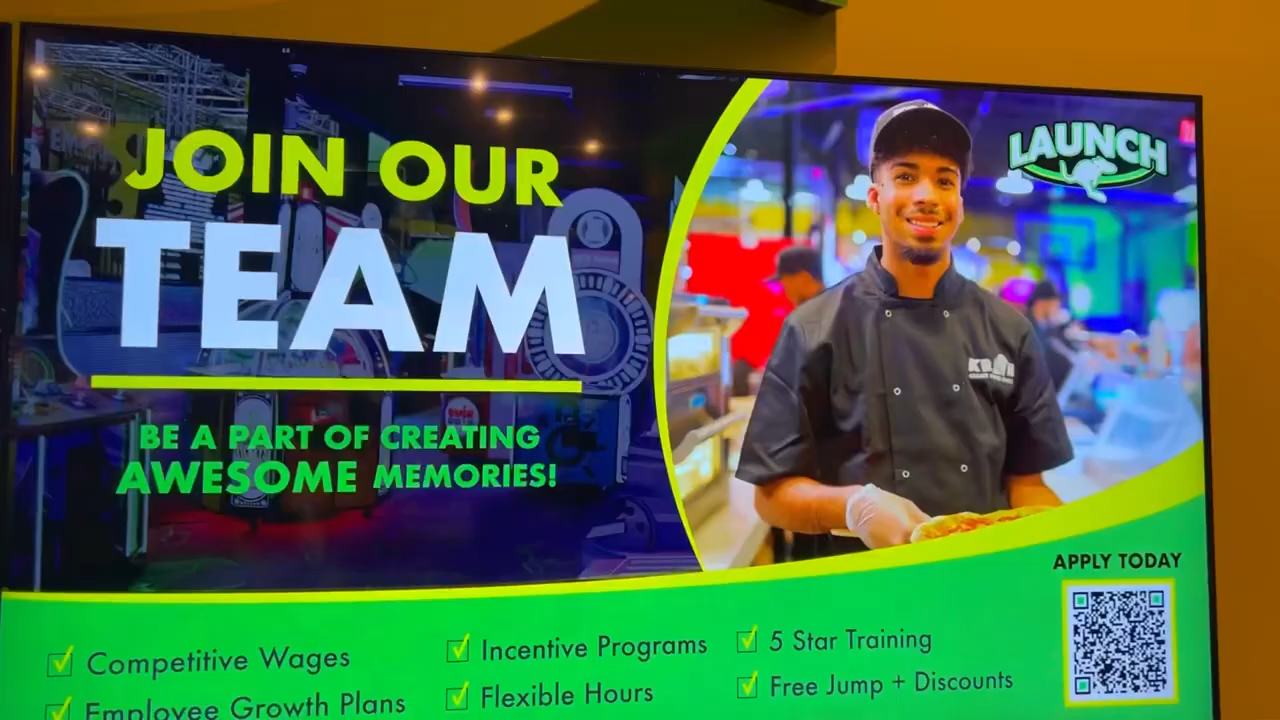 JOIN OUR
TEAM
BE A PART OF CREATING
AWESOME MEMORIES!
LAUNCH
APPLY TODAY
Competitive Wages
Employee Growth Plans
Incentive Programs
Flexible Hours
5 Star Training
Free Jump + Discounts